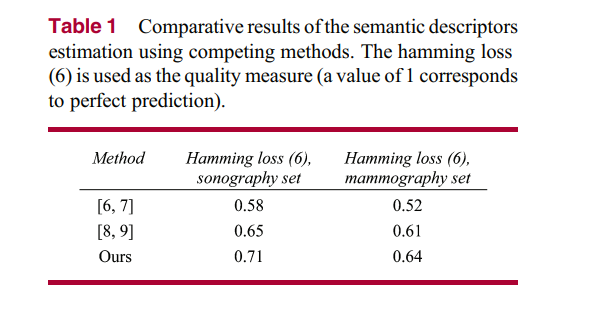 Table 1 Comparative results of the semantic descriptors
estimation using competing methods. The hamming loss
(6) is used as the quality measure (a value of 1 corresponds
to perfect prediction).
Method Hamming loss (6), Hamming loss (6),
sonography set mammography set
[6, 7] 0.58 0.52
[8, 9] 0.65 0.61
Ours 0.71 0.64